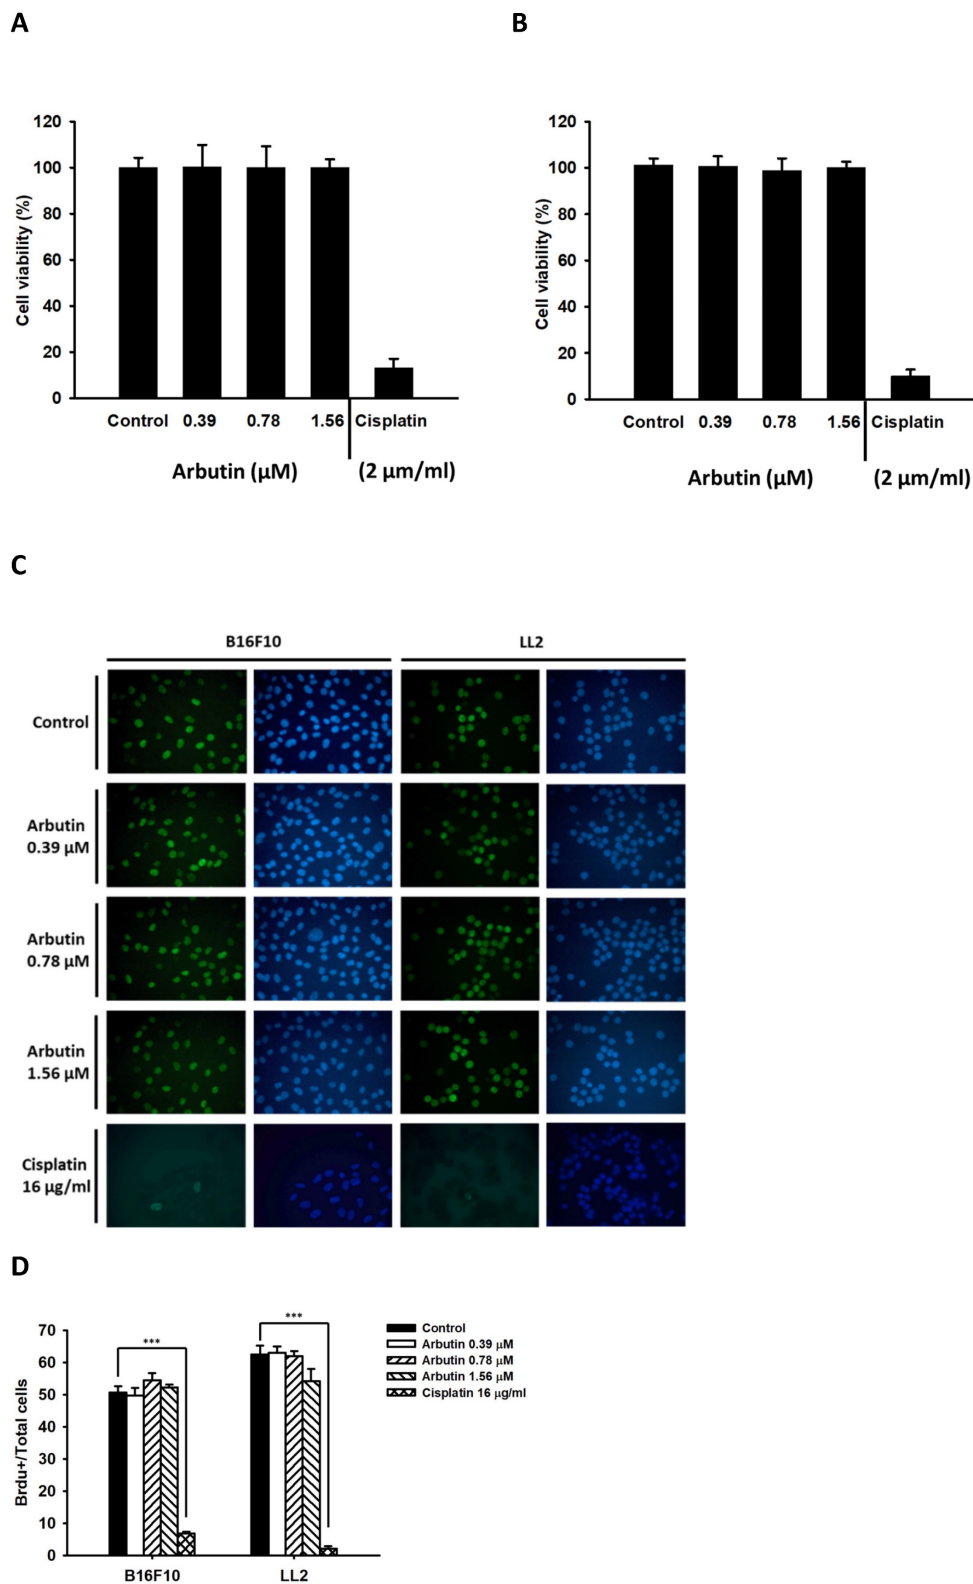 A
B
120
100
80
60
40
20
0
Cell viability (%)
Control 0.39 0.78 1.56 Cisplatin
Arbutin (μM) (2 μm/ml)
120
100
80
60
40
20
0
Cell viability (%)
Control 0.39 0.78 1.56 Cisplatin
Arbutin (μM) (2 μm/ml)
C
B16F10 LL2
Control
Arbutin
0.39 μM
Arbutin
0.78 μM
Arbutin
1.56 μM
Cisplatin
16 μg/ml
D
70
60
50
40
30
20
10
0
Brdu+/Total cells
***
***
B16F10 LL2
Control
Arbutin 0.39 μM
Arbutin 0.78 μM
Arbutin 1.56 μM
Cisplatin 16 μg/ml